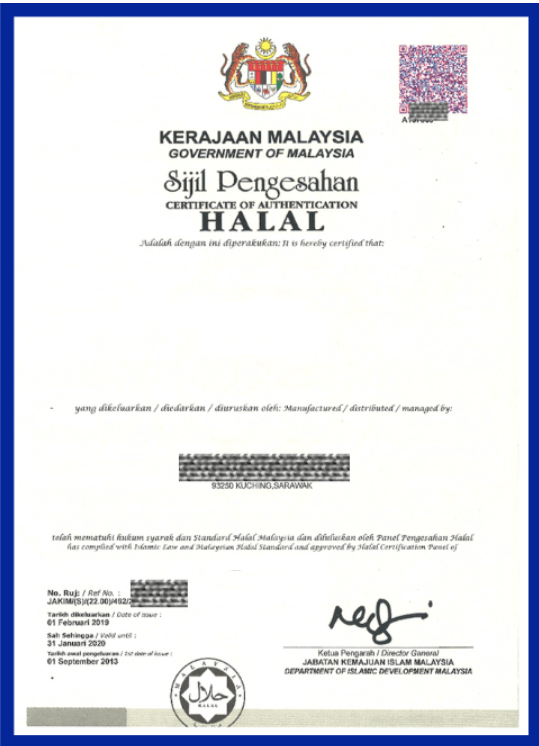 KERAJAAN MALAYSIA
GOVERNMENT OF MALAYSIA
Sijil Pengesahan
CERTIFICATE OF AUTHENTICATION
HALAL
Adalah dengan ini diperakukan: It is hereby certified that:
yang dikeluarkan / diedarkan / diuruskan oleh: Manufactured / distributed / managed by:
93250 KUCHING,SARAWAK
telah mematuhi hukum syarak dan Standard Halal Malaysia dan diluluskan oleh Panel Pengesahan Halal
has complied with Islamic Law and Malaysian Halal Standard and approved by Halal Certification Panel of
No. Ruj: / Ref No. :
JAKIM/(S)/(22.00)/492/2
Tarikh dikeluarkan / Date of issue :
01 Februari 2019
Sah Sehingga / Valid until :
31 Januari 2020
Tarikh awal pengeluaran / 1st date of issue :
01 September 2013
Ketua Pengarah / Director General
JABATAN KEMAJUAN ISLAM MALAYSIA
DEPARTMENT OF ISLAMIC DEVELOPMENT MALAYSIA
MALAYSIA
حلال
HALAL